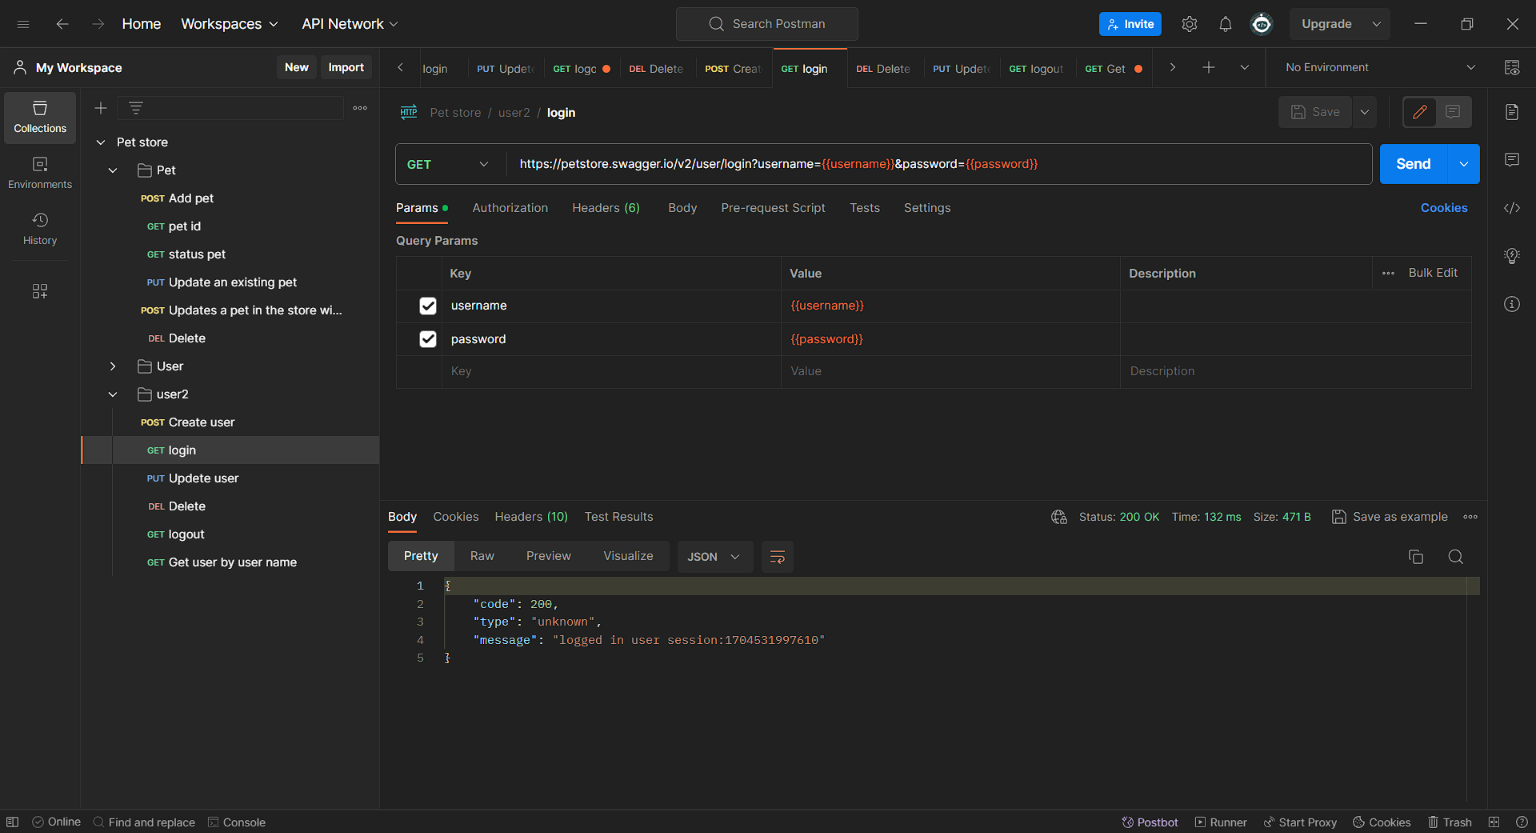 Home Workspaces API Network Search Postman Invite Upgrade
My Workspace New Import
login PUT Update GET logo DEL Delete POST Creat GET login DEL Delete PUT Update GET logout GET Get No Environment
Collections
Environments
History
Pet store
Pet
POST Add pet
GET pet id
GET status pet
PUT Update an existing pet
POST Updates a pet in the store wi...
DEL Delete
User
user2
POST Create user
GET login
PUT Updete user
DEL Delete
GET logout
GET Get user by user name
HTTP Pet store / user2 / login Save
GET https://petstore.swagger.io/v2/user/login?username={{username}}&password={{password}} Send
Params Authorization Headers (6) Body Pre-request Script Tests Settings Cookies
Query Params
Key Value Description Bulk Edit
username {{username}}
password {{password}}
Key Value Description
Body Cookies Headers (10) Test Results Status: 200 OK Time: 132 ms Size: 471 B Save as example
Pretty Raw Preview Visualize JSON
1 {
2 "code": 200,
3 "type": "unknown",
4 "message": "logged in user session:1704531997610"
5 }
Online Find and replace Console Postbot Runner Start Proxy Cookies Trash